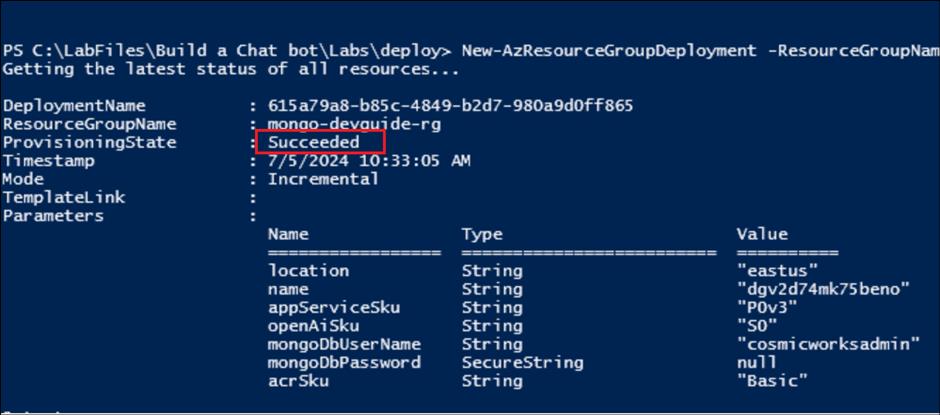 PS C:\LabFiles\Build a Chat bot\Labs\deploy> New-AzResourceGroupDeployment -ResourceGroupNam
Getting the latest status of all resources...
DeploymentName : 615a79a8-b85c-4849-b2d7-980a9d0ff865
ResourceGroupName : mongo-devguide-rg
ProvisioningState : Succeeded
Timestamp : 7/5/2024 10:33:05 AM
Mode : Incremental
TemplateLink :
Parameters :
Name Type Value
================= ========================= ==========
location String "eastus"
name String "dgv2d74mk75beno"
appServiceSku String "P0v3"
openAiSku String "S0"
mongoDbUserName String "cosmicworksadmin"
mongoDbPassword SecureString null
acrSku String "Basic"